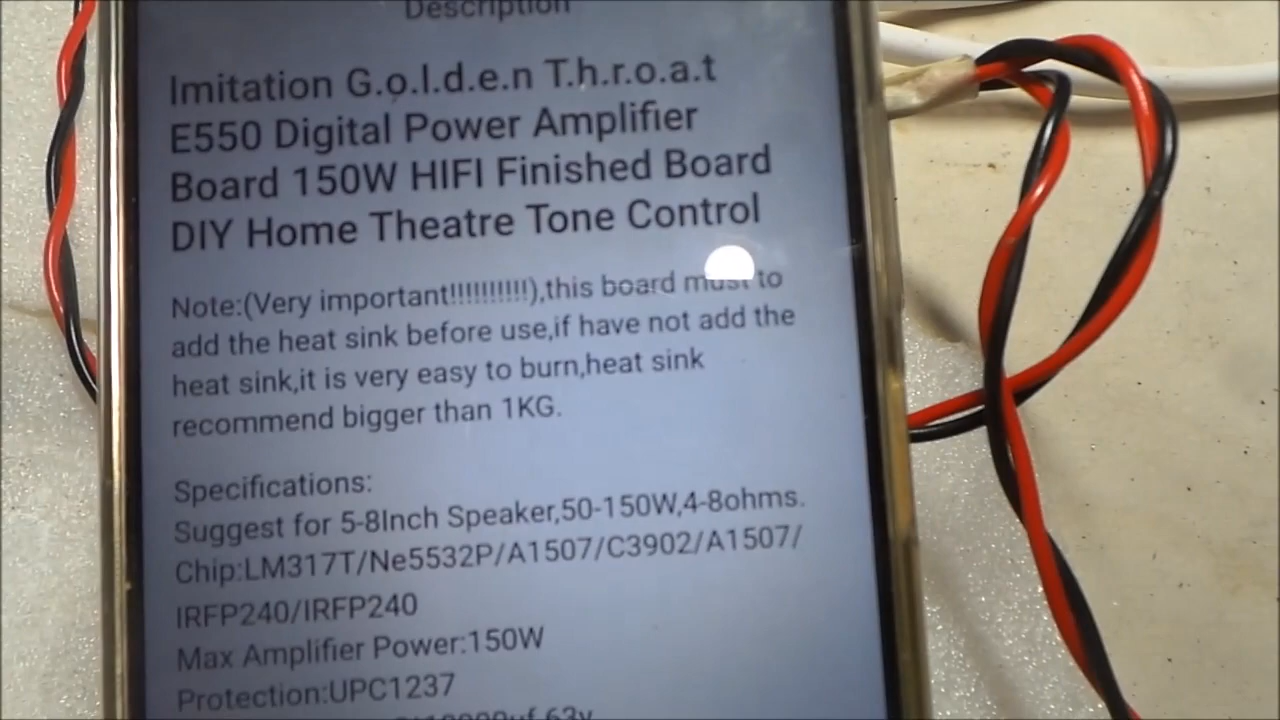 Description
Imitation G.o.l.d.e.n T.h.r.o.a.t
E550 Digital Power Amplifier
Board 150W HIFI Finished Board
DIY Home Theatre Tone Control
Note:(Very important!!!!!!!!!!),this board must to
add the heat sink before use,if have not add the
heat sink,it is very easy to burn,heat sink
recommend bigger than 1KG.
Specifications:
Suggest for 5-8Inch Speaker,50-150W,4-8ohms.
Chip:LM317T/Ne5532P/A1507/C3902/A1507/
IRFP240/IRFP240
Max Amplifier Power:150W
Protection:UPC1237
63v